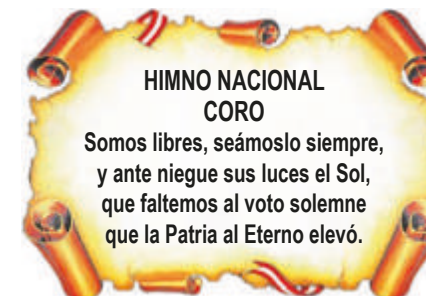 HIMNO NACIONAL
CORO
Somos libres, seámoslo siempre,
y ante niegue sus luces el Sol,
que faltemos al voto solemne
que la Patria al Eterno elevó.